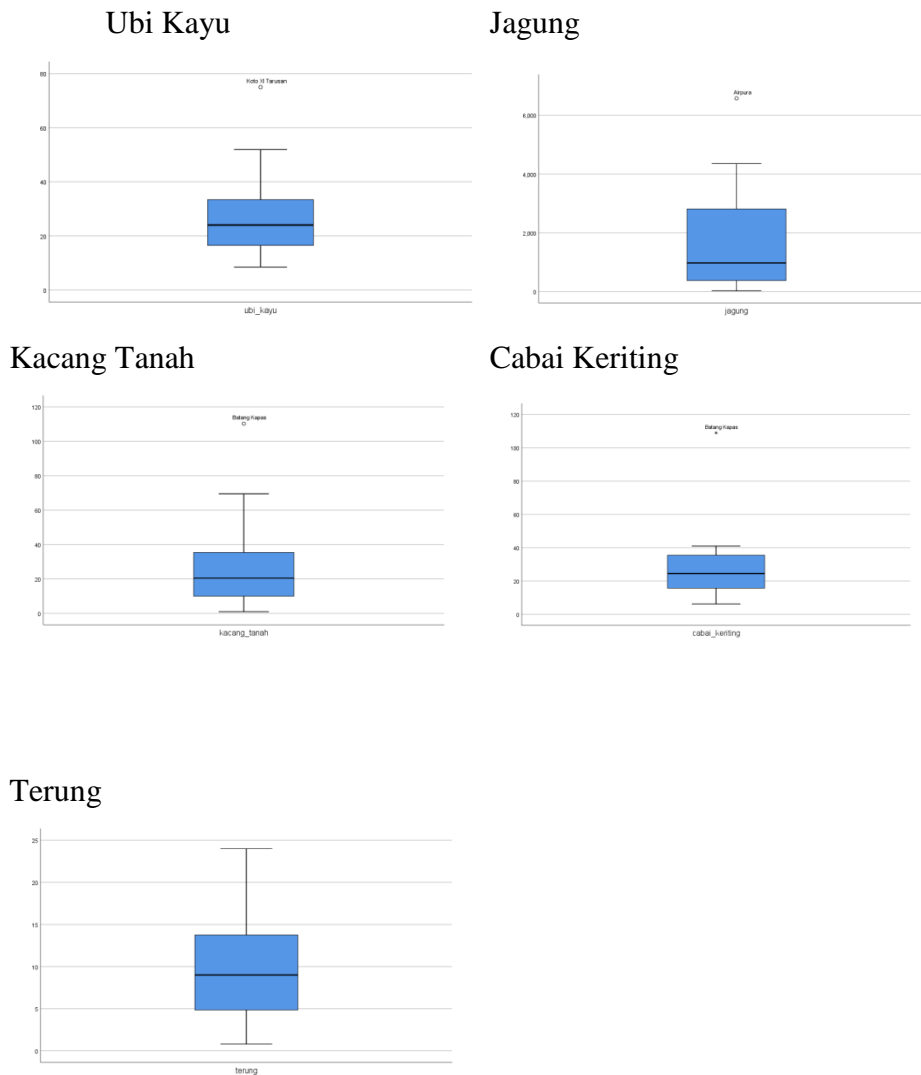 Ubi Kayu
Jagung
80
Koto XI Tarusan
60
40
20
0
ubi_kayu
Airpura
6,000
4,000
2,000
0
jagung
Kacang Tanah
Cabai Keriting
120
Batang Kapas
100
80
60
40
20
0
kacang_tanah
120
Batang Kapas
100
80
60
40
20
0
cabai_keriting
Terung
25
20
15
10
5
0
terung